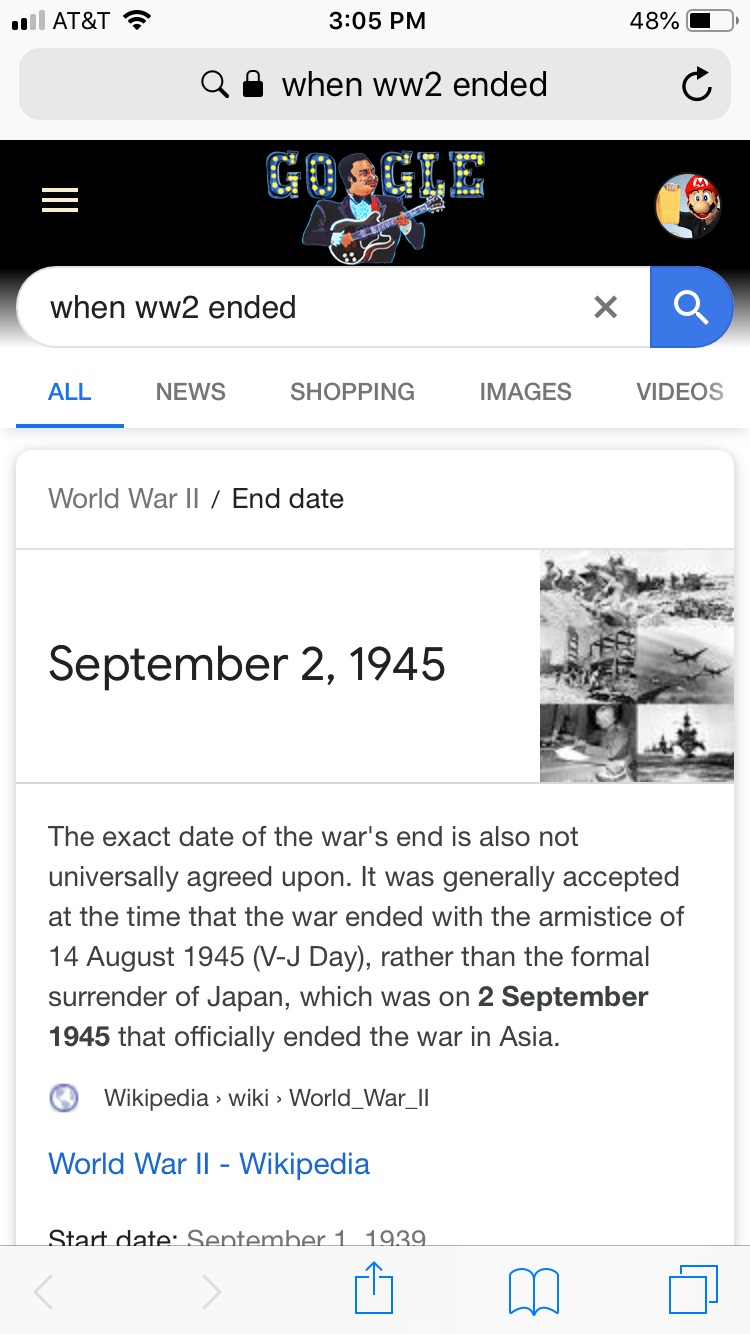 AT&T 3:05 PM 48%
when ww2 ended
GOOGLE
when ww2 ended
ALL NEWS SHOPPING IMAGES VIDEOS
World War II / End date
September 2, 1945
The exact date of the war's end is also not
universally agreed upon. It was generally accepted
at the time that the war ended with the armistice of
14 August 1945 (V-J Day), rather than the formal
surrender of Japan, which was on 2 September
1945 that officially ended the war in Asia.
Wikipedia › wiki › World_War_II
World War II - Wikipedia
Start date: September 1, 1939